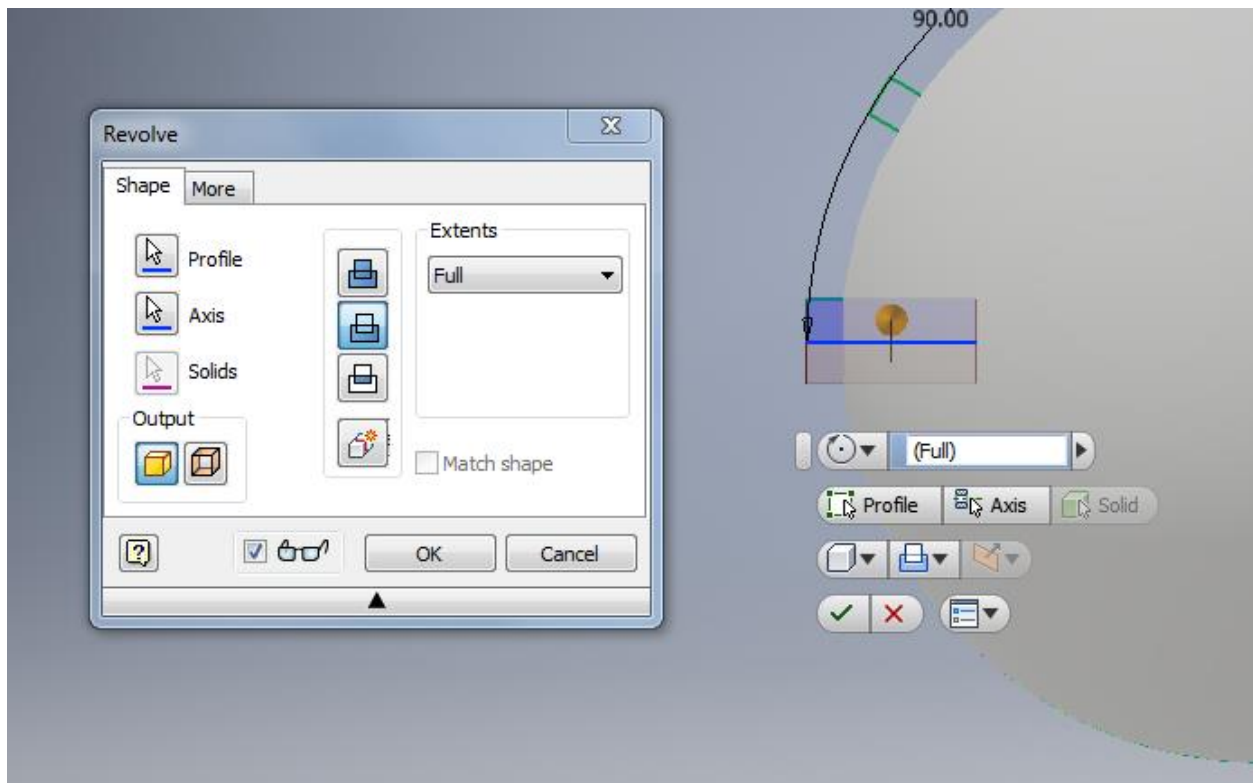 90.00
Revolve
Shape More
Extents
Profile
Full
Axis
Solids
Output
Match shape
OK Cancel
(Full)
Profile Axis Solid